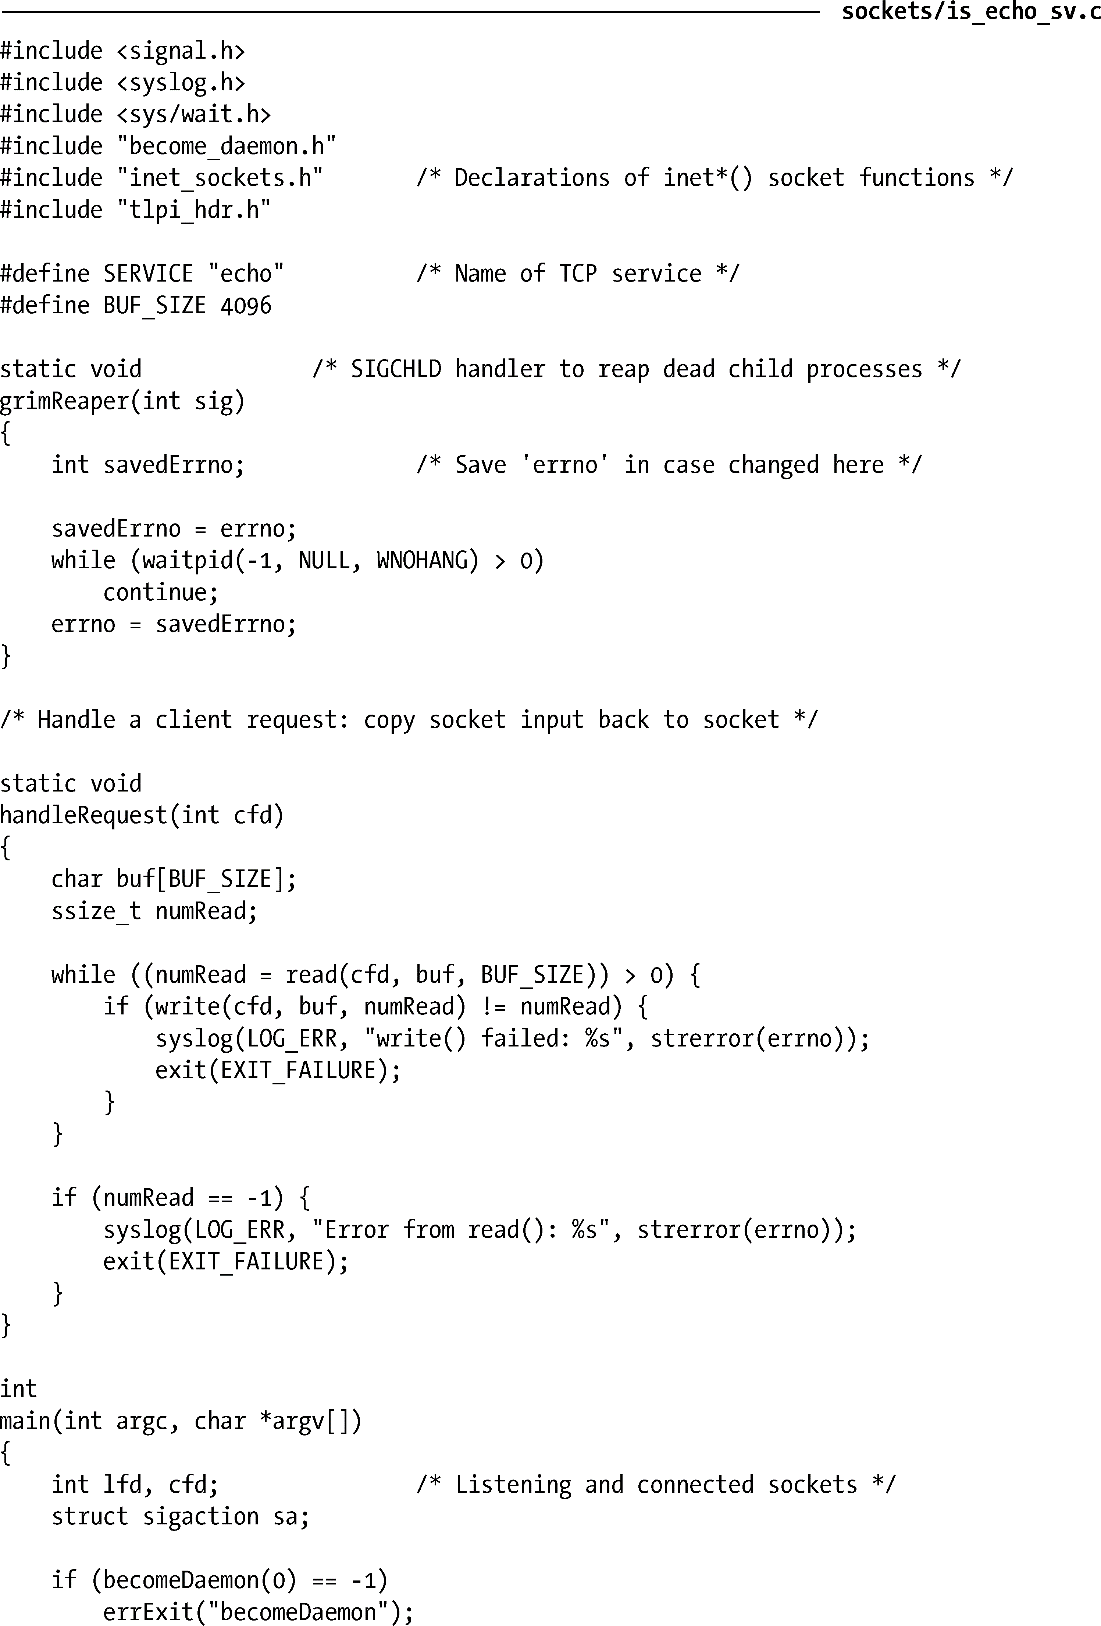 sockets/is_echo_sv.c
#include <signal.h>
#include <syslog.h>
#include <sys/wait.h>
#include "become_daemon.h"
#include "inet_sockets.h"       /* Declarations of inet*() socket functions */
#include "tlpi_hdr.h"

#define SERVICE "echo"          /* Name of TCP service */
#define BUF_SIZE 4096

static void             /* SIGCHLD handler to reap dead child processes */
grimReaper(int sig)
{
    int savedErrno;             /* Save 'errno' in case changed here */

    savedErrno = errno;
    while (waitpid(-1, NULL, WNOHANG) > 0)
        continue;
    errno = savedErrno;
}

/* Handle a client request: copy socket input back to socket */

static void
handleRequest(int cfd)
{
    char buf[BUF_SIZE];
    ssize_t numRead;

    while ((numRead = read(cfd, buf, BUF_SIZE)) > 0) {
        if (write(cfd, buf, numRead) != numRead) {
            syslog(LOG_ERR, "write() failed: %s", strerror(errno));
            exit(EXIT_FAILURE);
        }
    }

    if (numRead == -1) {
        syslog(LOG_ERR, "Error from read(): %s", strerror(errno));
        exit(EXIT_FAILURE);
    }
}

int
main(int argc, char *argv[])
{
    int lfd, cfd;               /* Listening and connected sockets */
    struct sigaction sa;

    if (becomeDaemon(0) == -1)
        errExit("becomeDaemon");